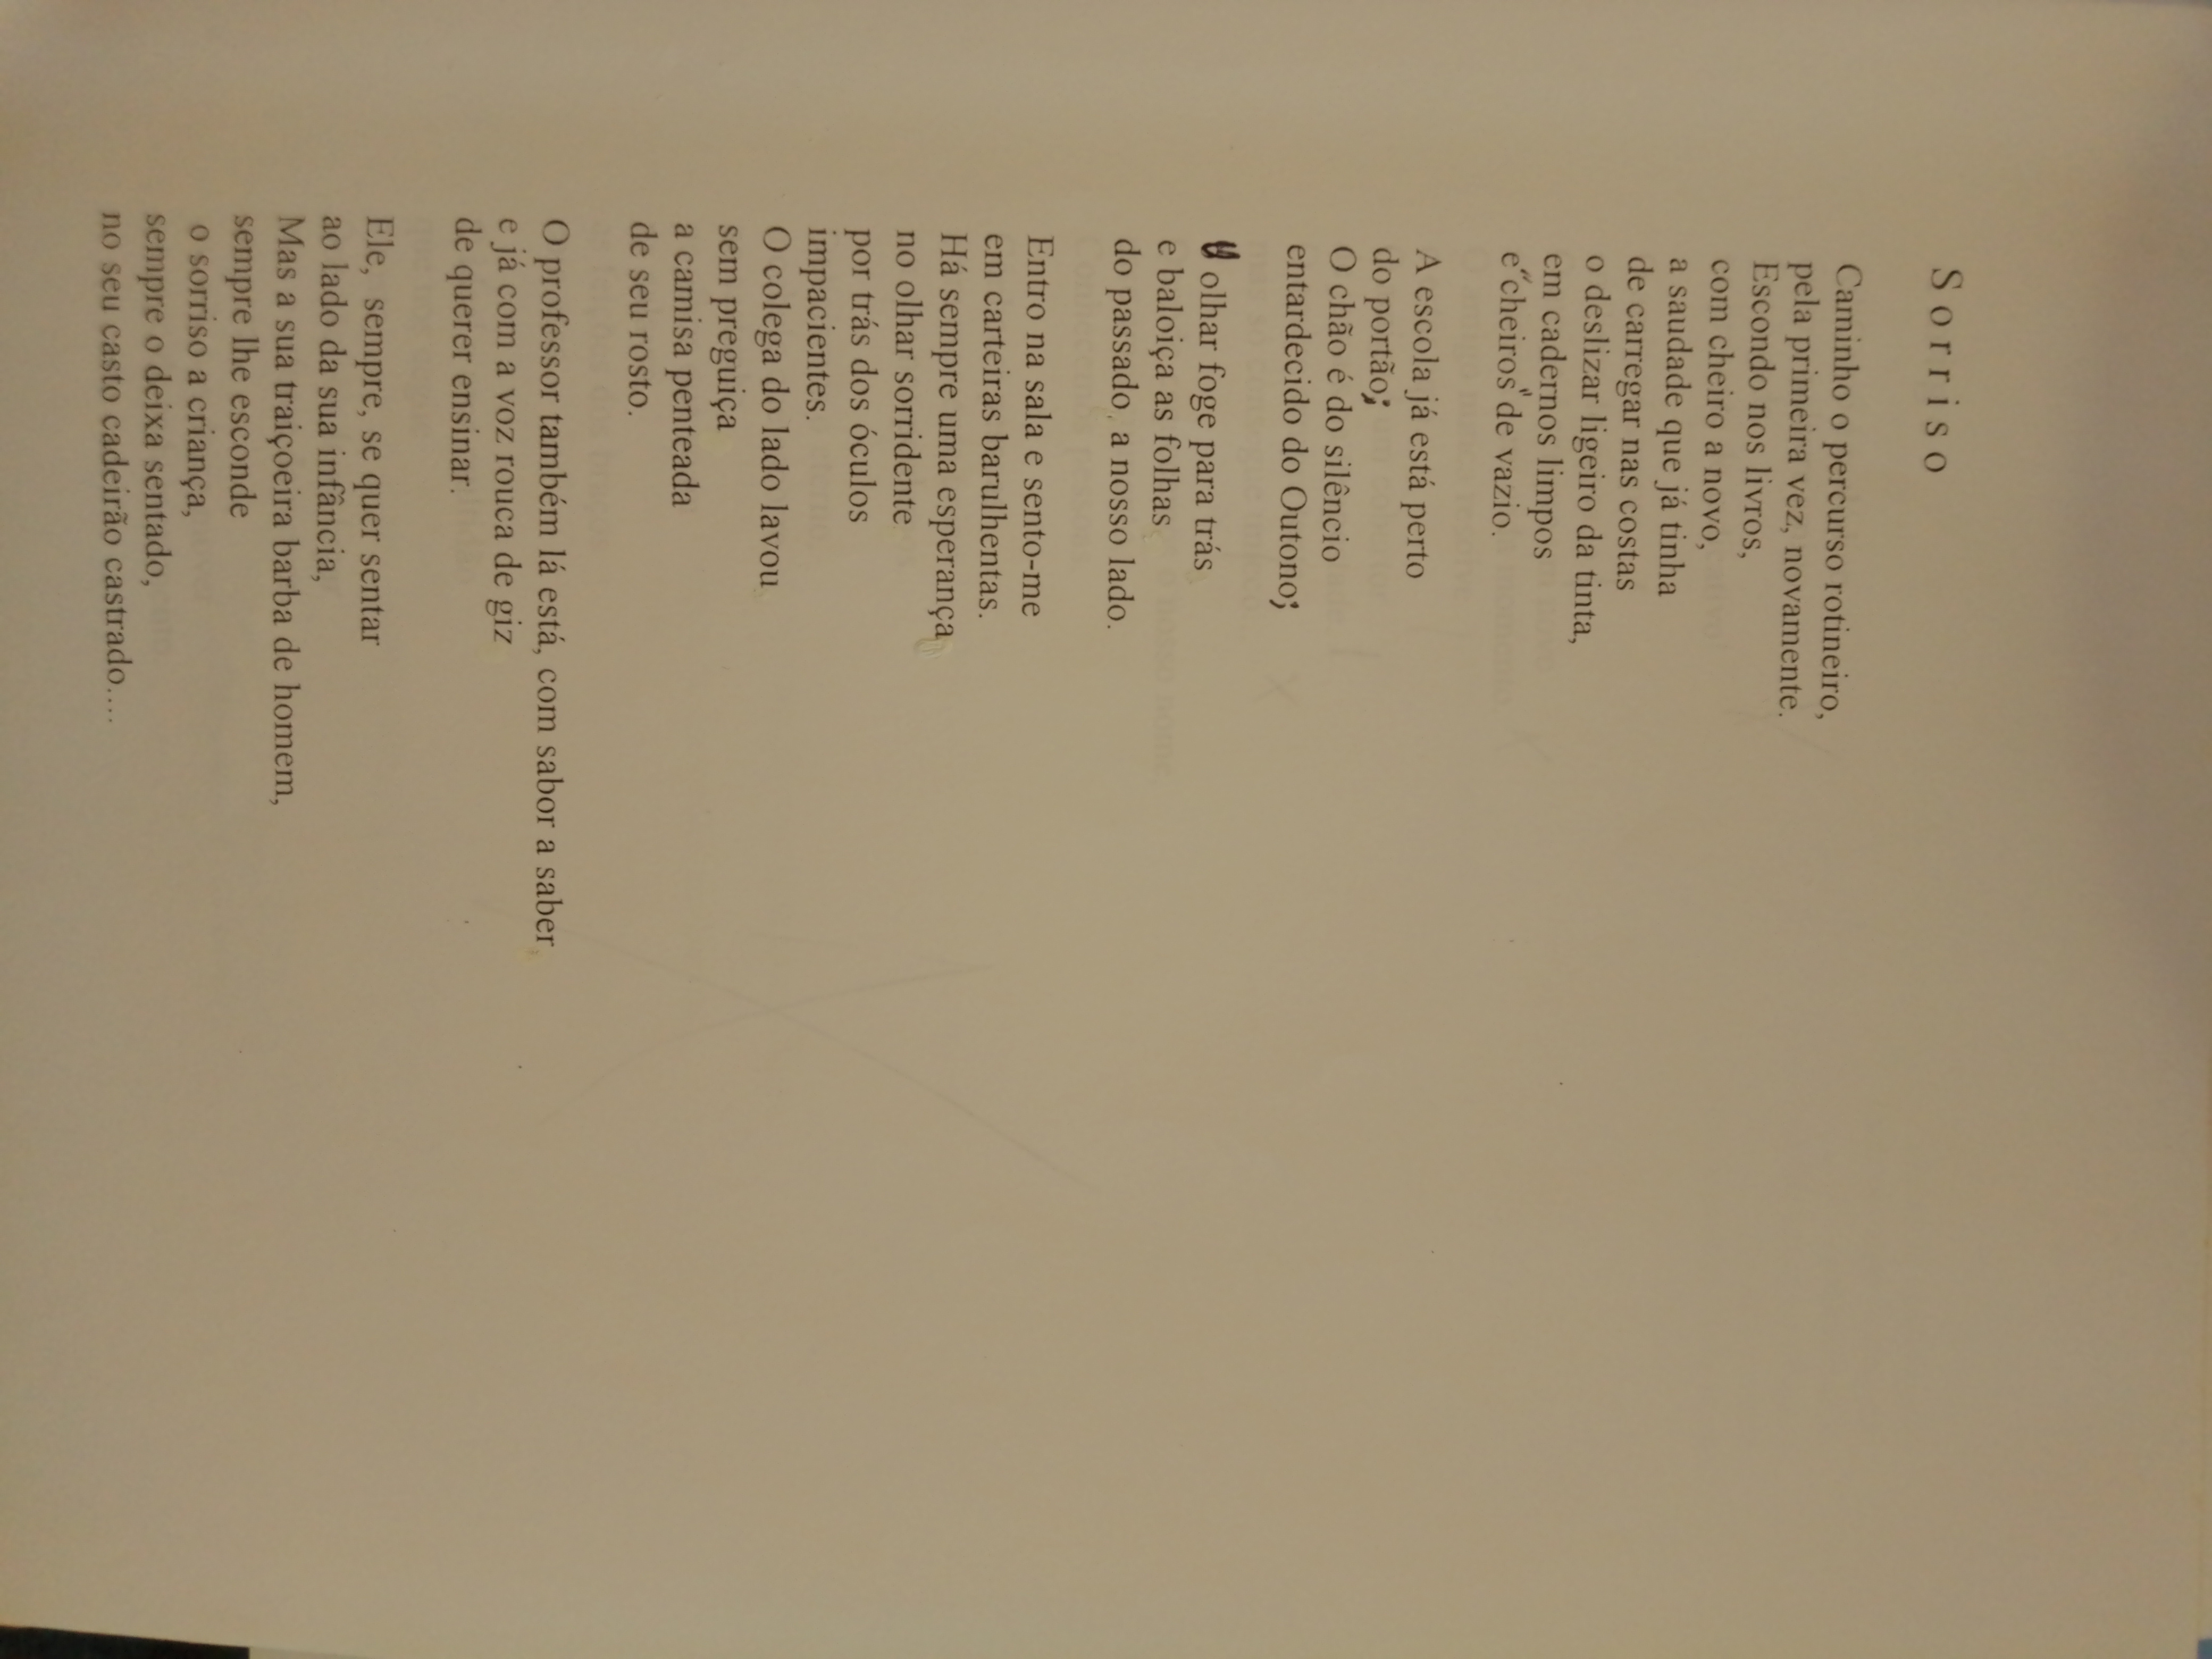 Sorriso
Caminho o percurso rotineiro,
pela primeira vez, novamente.
Escondo nos livros,
com cheiro a novo,
a saudade que já tinha
de carregar nas costas
o deslizar ligeiro da tinta,
em cadernos limpos
e "cheiros" de vazio.
A escola já está perto
do portão;
O chão é do silêncio
entardecido do Outono;
olhar foge para trás
e baloiça as folhas
do passado, a nosso lado.
Entro na sala e sento-me
em carteiras barulhentas.
Há sempre uma esperança
no olhar sorridente
por trás dos óculos
impacientes.
O colega do lado lavou
sem preguiça
a camisa penteada
de seu rosto.
O professor também lá está, com sabor a saber
e já com a voz rouca de giz
de querer ensinar.
Ele, sempre, se quer sentar
ao lado da sua infância,
Mas a sua traiçoeira barba de homem,
sempre lhe esconde
o sorriso a criança,
sempre o deixa sentado,
no seu casto cadeirão castrado....